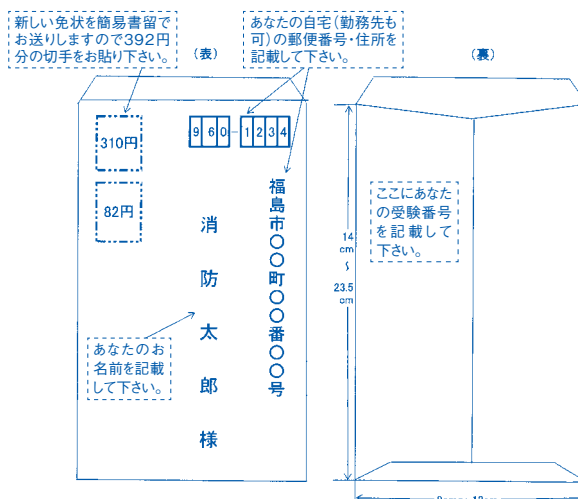 新しい免状を簡易書留で
お送りしますので392円
分の切手をお貼り下さい。
（表）
あなたの自宅（勤務先も
可）の郵便番号・住所を
記載して下さい。
（裏）
310円
82円
960-1234
福島市〇〇町〇〇番〇〇号
消防太郎様
あなたのお
名前を記載
して下さい。
ここにあなた
の受験番号
を記載して
下さい。
14
cm
〜
23.5
cm